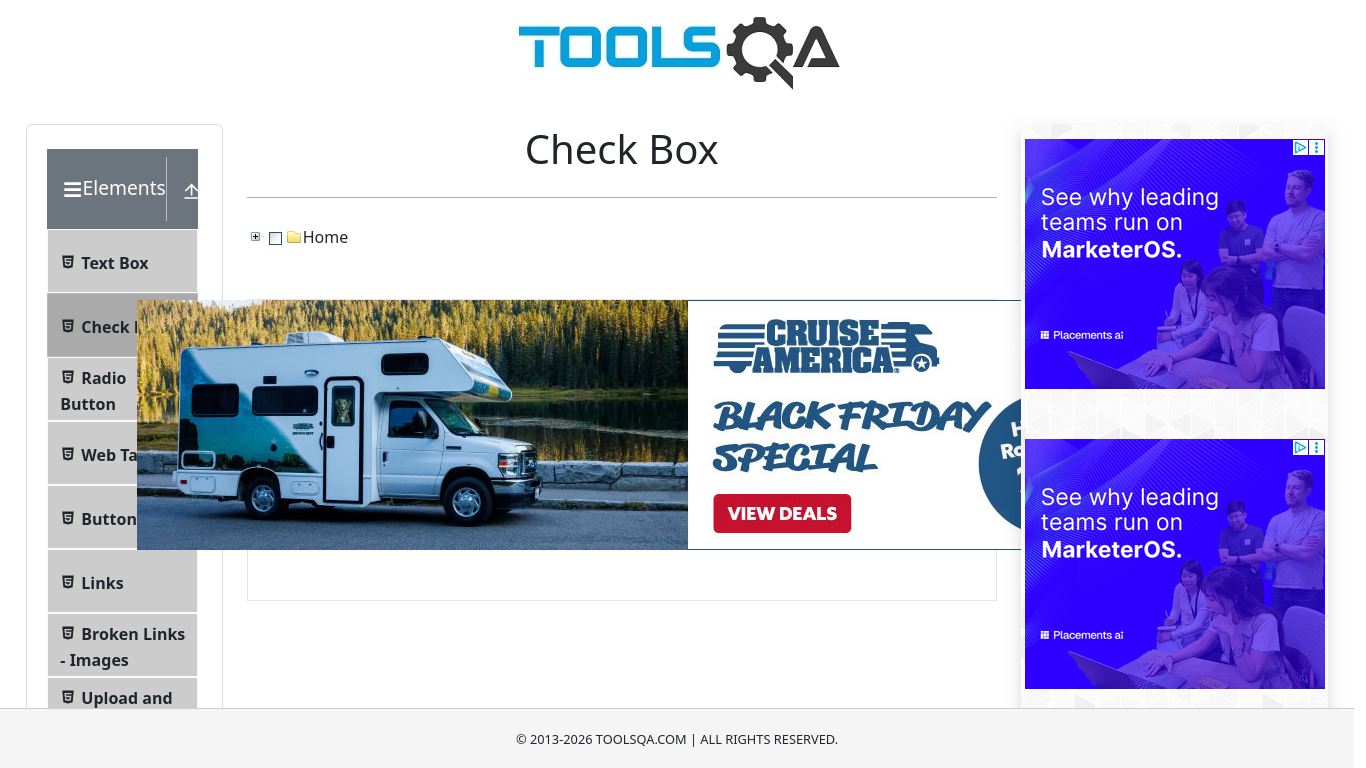 TOOLSQA
Check Box
Elements
Home
Text Box
Check
Radio
Button
Web Ta
Button
Links
Broken Links
- Images
Upload and
CRUISE
AMERICA
BLACK FRIDAY
SPECIAL
VIEW DEALS
See why leading
teams run on
MarketerOS.
Placements ai
See why leading
teams run on
MarketerOS.
Placements ai
© 2013-2026 TOOLSQA.COM | ALL RIGHTS RESERVED.